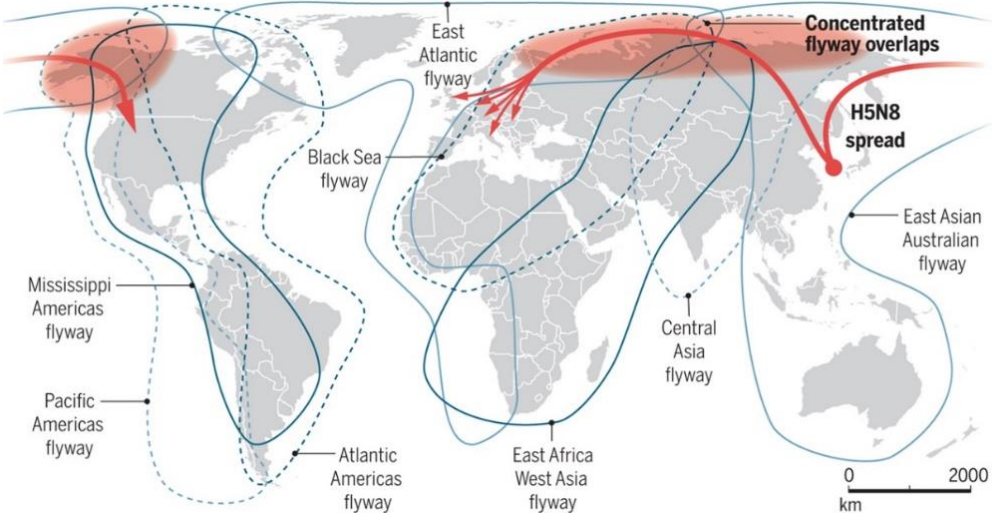 East
Atlantic
flyway
Concentrated
flyway overlaps
H5N8
spread
Black Sea
flyway
East Asian
Australian
flyway
Mississippi
Americas
flyway
Central
Asia
flyway
Pacific
Americas
flyway
Atlantic
Americas
flyway
East Africa
West Asia
flyway
0 2000
km